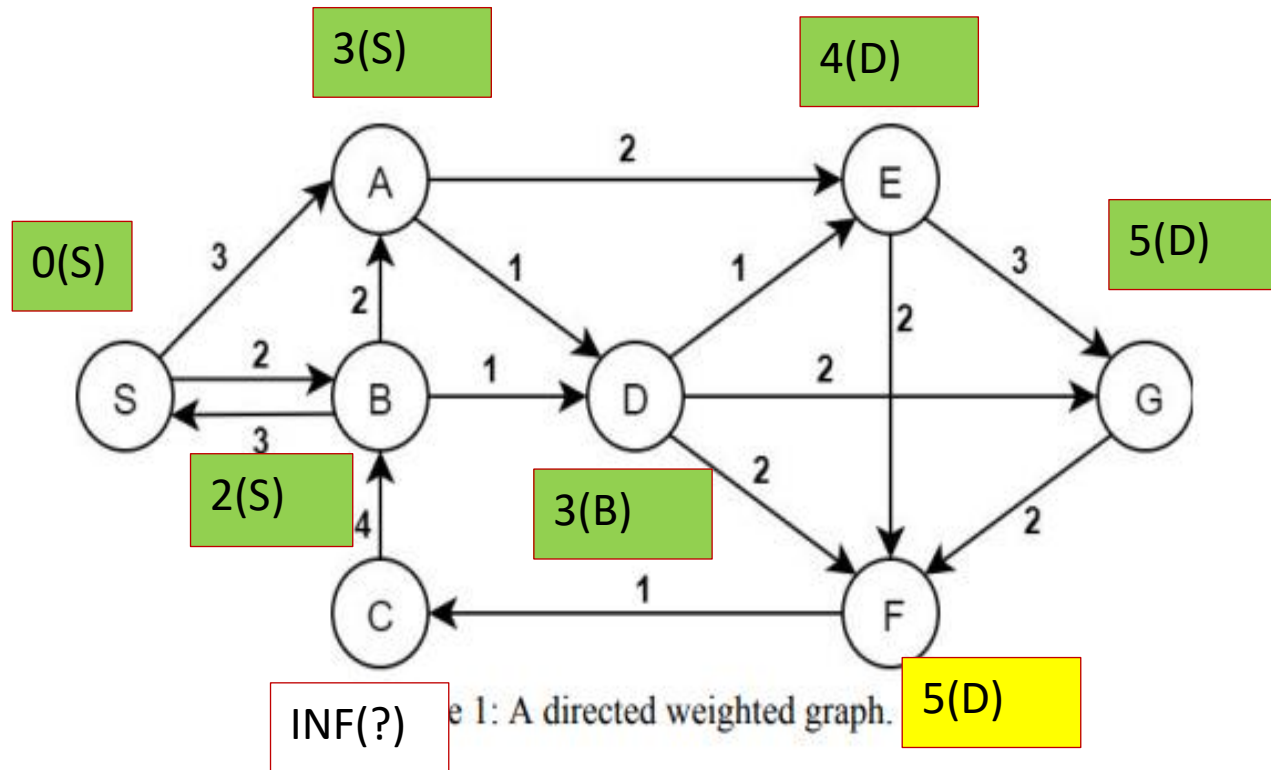 3(S)
4(D)
A
2
E
0(S)
3
1
1
3
5(D)
2
2
S
2
B
1
D
2
G
3
2(S)
4
3(B)
2
2
C
1
F
INF(?)
e 1: A directed weighted graph.
5(D)